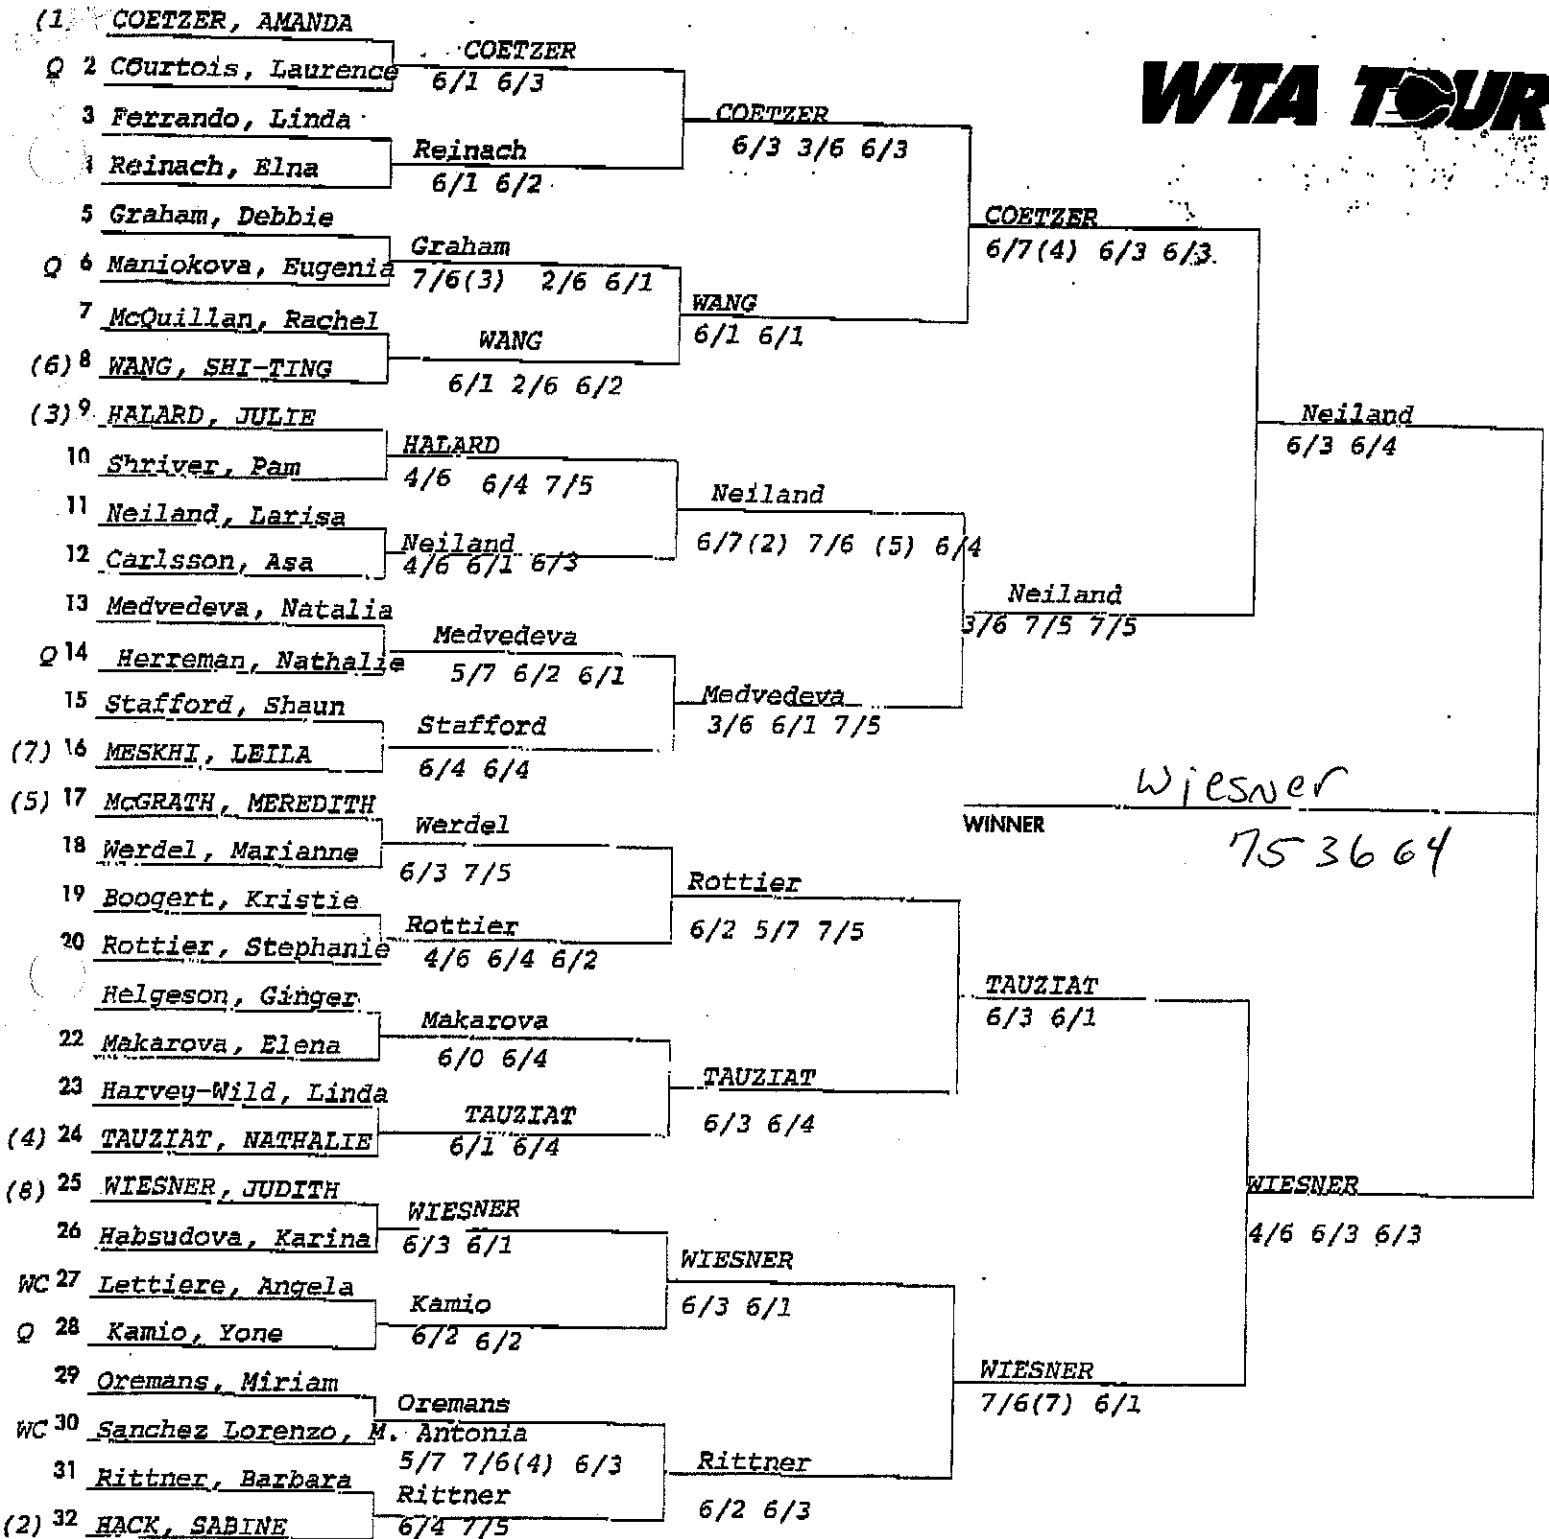 WTA TOUR
(1) COETZER, AMANDA
Q 2 Courtois, Laurence
3 Ferrando, Linda
4 Reinach, Elna
5 Graham, Debbie
Q 6 Maniokova, Eugenia
7 McQuillan, Rachel
(6) 8 WANG, SHI-TING
(3) 9 HALARD, JULIE
10 Shriver, Pam
11 Neiland, Larisa
12 Carlsson, Asa
13 Medvedeva, Natalia
Q 14 Herreman, Nathalie
15 Stafford, Shaun
(7) 16 MESKHI, LEILA
(5) 17 McGRATH, MEREDITH
18 Werdel, Marianne
19 Boogert, Kristie
20 Rottier, Stephanie
Helgeson, Ginger
22 Makarova, Elena
23 Harvey-Wild, Linda
(4) 24 TAUZIAT, NATHALIE
(8) 25 WIESNER, JUDITH
26 Habsudova, Karina
WC 27 Lettiere, Angela
Q 28 Kamio, Yone
29 Oremans, Miriam
WC 30 Sanchez Lorenzo, M. Antonia
31 Rittner, Barbara
(2) 32 HACK, SABINE
COETZER
6/1 6/3
Reinach
6/1 6/2
Graham
7/6(3) 2/6 6/1
WANG
6/1 2/6 6/2
HALARD
4/6 6/4 7/5
Neiland
4/6 6/1 6/3
Medvedeva
5/7 6/2 6/1
Stafford
6/4 6/4
Werdel
6/3 7/5
Rottier
4/6 6/4 6/2
Makarova
6/0 6/4
TAUZIAT
6/1 6/4
WIESNER
6/3 6/1
Kamio
6/2 6/2
Oremans
5/7 7/6(4) 6/3
Rittner
6/4 7/5
COETZER
6/3 3/6 6/3
WANG
6/1 6/1
Neiland
6/7(2) 7/6 (5) 6/4
Medvedeva
3/6 6/1 7/5
Rottier
6/2 5/7 7/5
TAUZIAT
6/3 6/4
WIESNER
6/3 6/1
Rittner
6/2 6/3
COETZER
6/7(4) 6/3 6/3
Neiland
3/6 7/5 7/5
TAUZIAT
6/3 6/1
WIESNER
7/6(7) 6/1
Neiland
6/3 6/4
WIESNER
4/6 6/3 6/3
Wiesner
WINNER
75 36 64